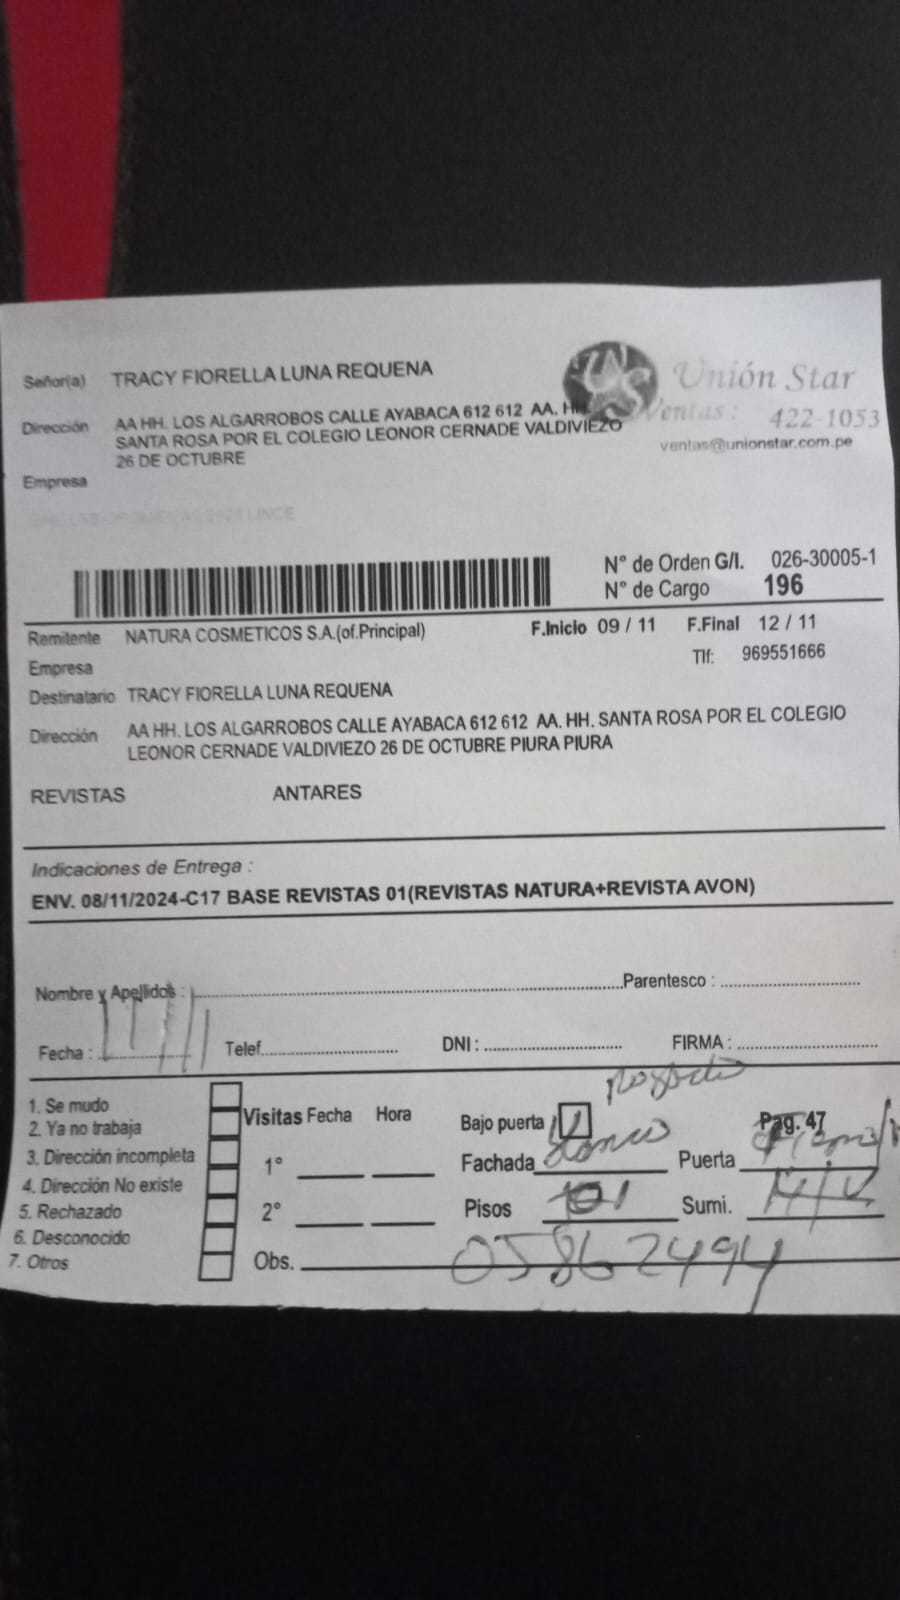 Señor(a) TRACY FIORELLA LUNA REQUENA
Unión Star
Dirección AA HH. LOS ALGARROBOS CALLE AYABACA 612 612 AA. HH.
Ventas : 422-1053
SANTA ROSA POR EL COLEGIO LEONOR CERNADE VALDIVIEZO
ventas@unionstar.com.pe
26 DE OCTUBRE
Empresa
LINCE
N° de Orden G/I. 026-30005-1
N° de Cargo 196
Remitente NATURA COSMETICOS S.A.(of.Principal) F.Inicio 09 / 11 F.Final 12 / 11
Empresa Tlf: 969551666
Destinatario TRACY FIORELLA LUNA REQUENA
Dirección AA HH. LOS ALGARROBOS CALLE AYABACA 612 612 AA. HH. SANTA ROSA POR EL COLEGIO
LEONOR CERNADE VALDIVIEZO 26 DE OCTUBRE PIURA PIURA
REVISTAS ANTARES
Indicaciones de Entrega :
ENV. 08/11/2024-C17 BASE REVISTAS 01(REVISTAS NATURA+REVISTA AVON)
Nombre y Apellidos : Parentesco :
Fecha : Telef. DNI : FIRMA :
1. Se mudo
Visitas Fecha Hora Bajo puerta Pag. 47
2. Ya no trabaja
3. Dirección incompleta 1° Fachada Puerta
4. Dirección No existe
5. Rechazado 2° Pisos 01 Sumi.
6. Desconocido
7. Otros Obs. 05862494